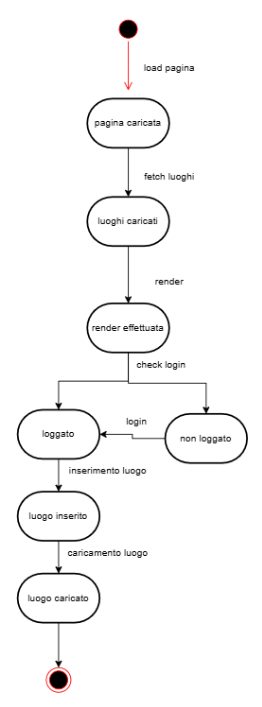 load pagina
pagina caricata
fetch luoghi
luoghi caricati
render
render effettuata
check login
login
loggato
non loggato
inserimento luogo
luogo inserito
caricamento luogo
luogo caricato